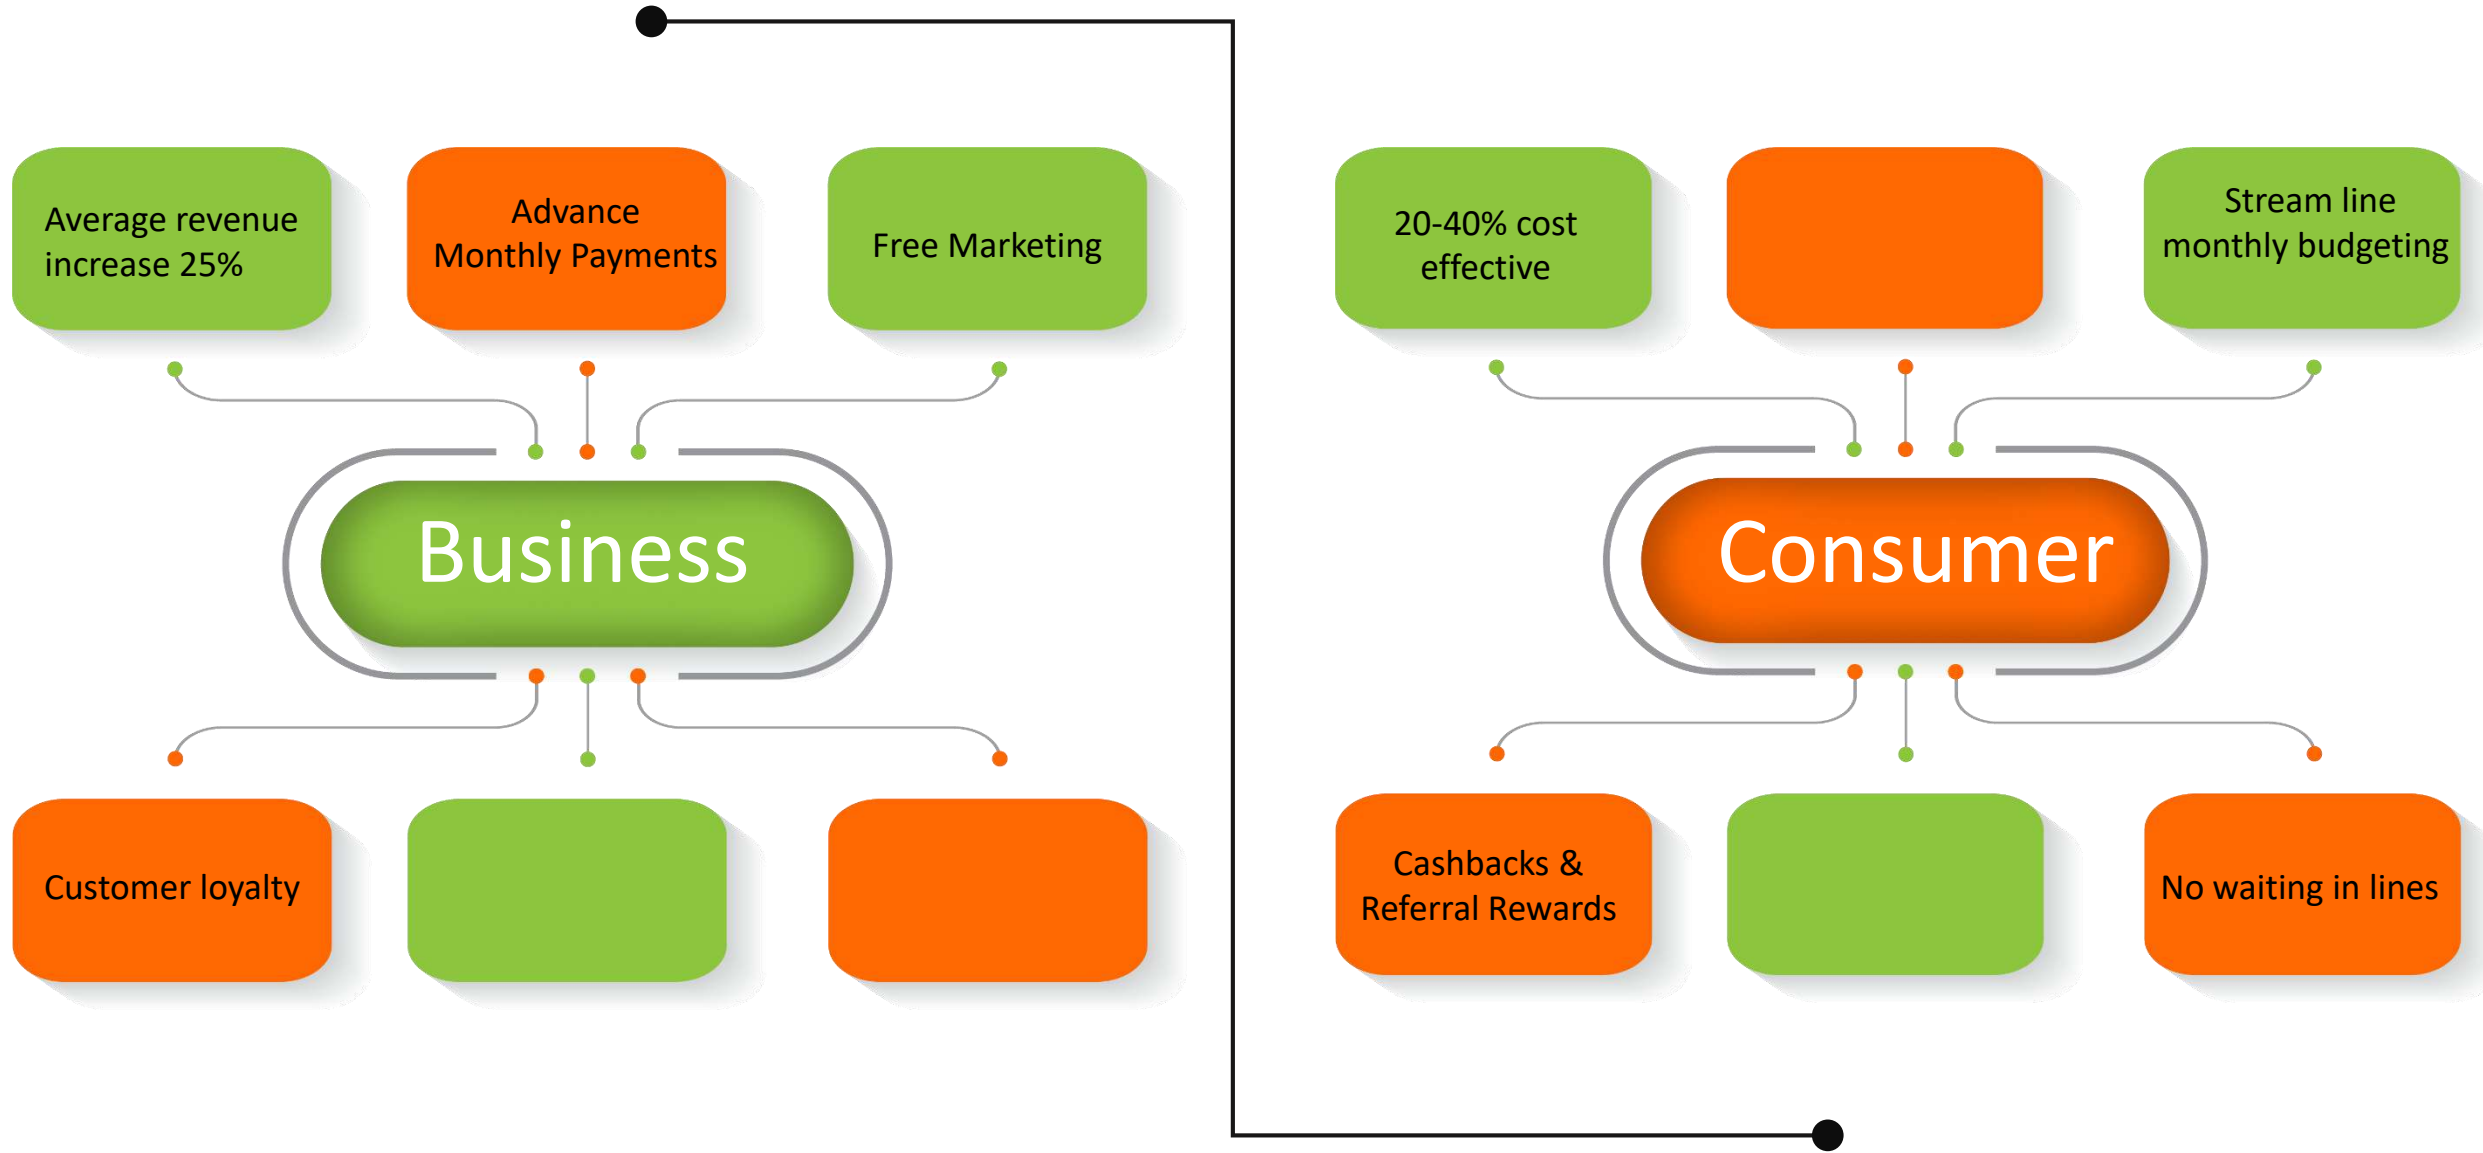 Average revenue
increase 25%
Advance
Monthly Payments
Free Marketing
Business
Customer loyalty
20-40% cost
effective
Stream line
monthly budgeting
Consumer
Cashbacks &
Referral Rewards
No waiting in lines